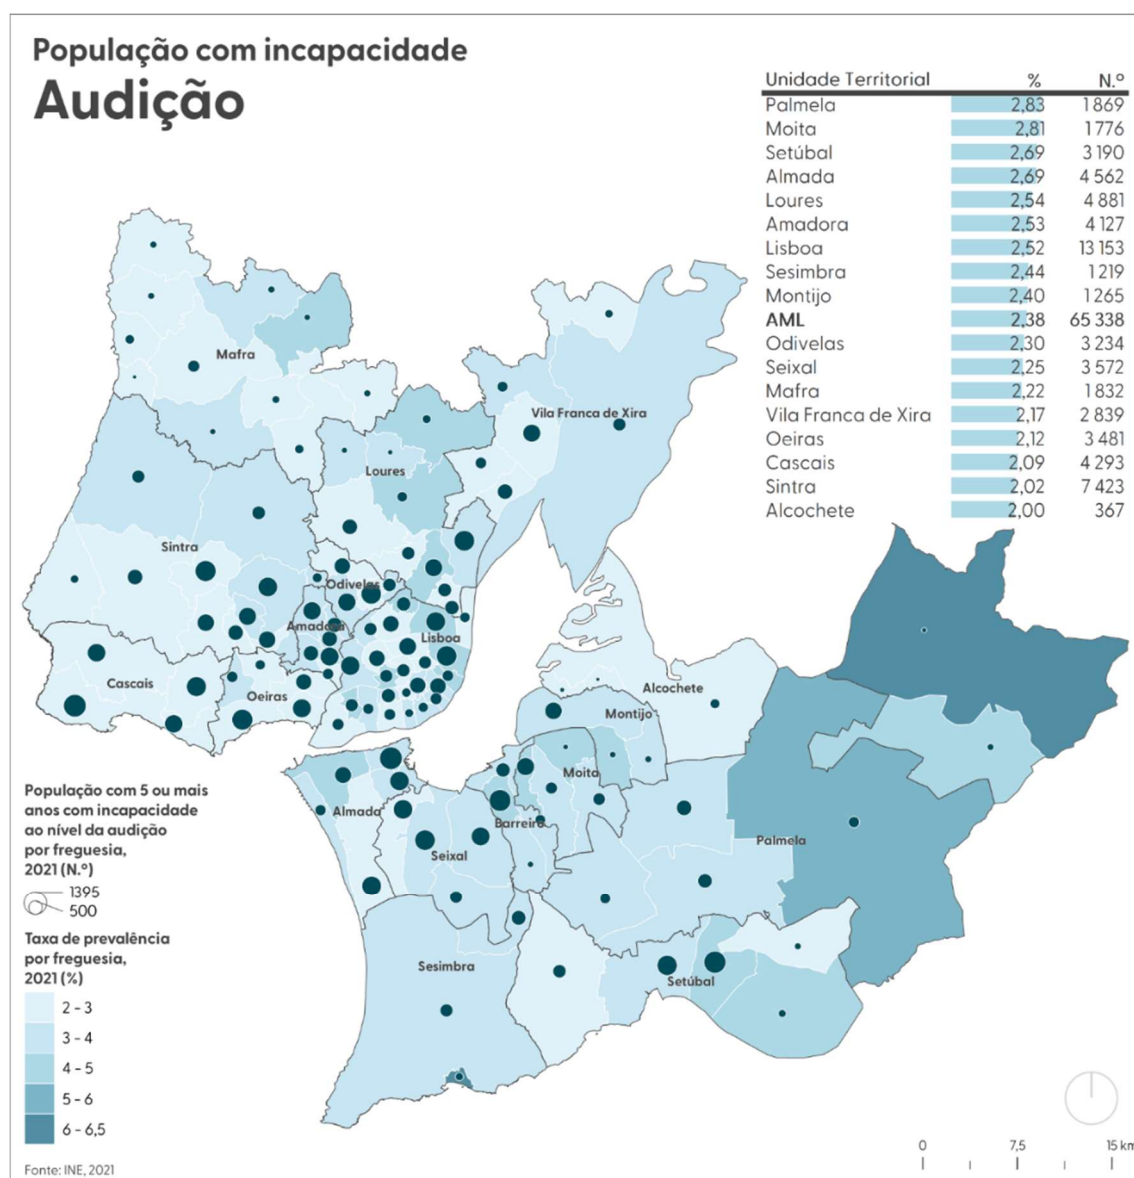 População com incapacidade
Audição
Unidade Territorial % N.º
Palmela 2,83 1 869
Moita 2,81 1 776
Setúbal 2,69 3 190
Almada 2,69 4 562
Loures 2,54 4 881
Amadora 2,53 4 127
Lisboa 2,52 13 153
Sesimbra 2,44 1 219
Montijo 2,40 1 265
AML 2,38 65 338
Odivelas 2,30 3 234
Seixal 2,25 3 572
Mafra 2,22 1 832
Vila Franca de Xira 2,17 2 839
Oeiras 2,12 3 481
Cascais 2,09 4 293
Sintra 2,02 7 423
Alcochete 2,00 367
Mafra
Vila Franca de Xira
Loures
Sintra
Odivelas
Amadora
Lisboa
Cascais
Oeiras
Alcochete
Montijo
Moita
Almada
Barreiro
Seixal
Palmela
Sesimbra
Setúbal
População com 5 ou mais
anos com incapacidade
ao nível da audição
por freguesia,
2021 (N.º)
1395
500
Taxa de prevalência
por freguesia,
2021 (%)
2 - 3
3 - 4
4 - 5
5 - 6
6 - 6,5
Fonte: INE, 2021
0 7,5 15 km